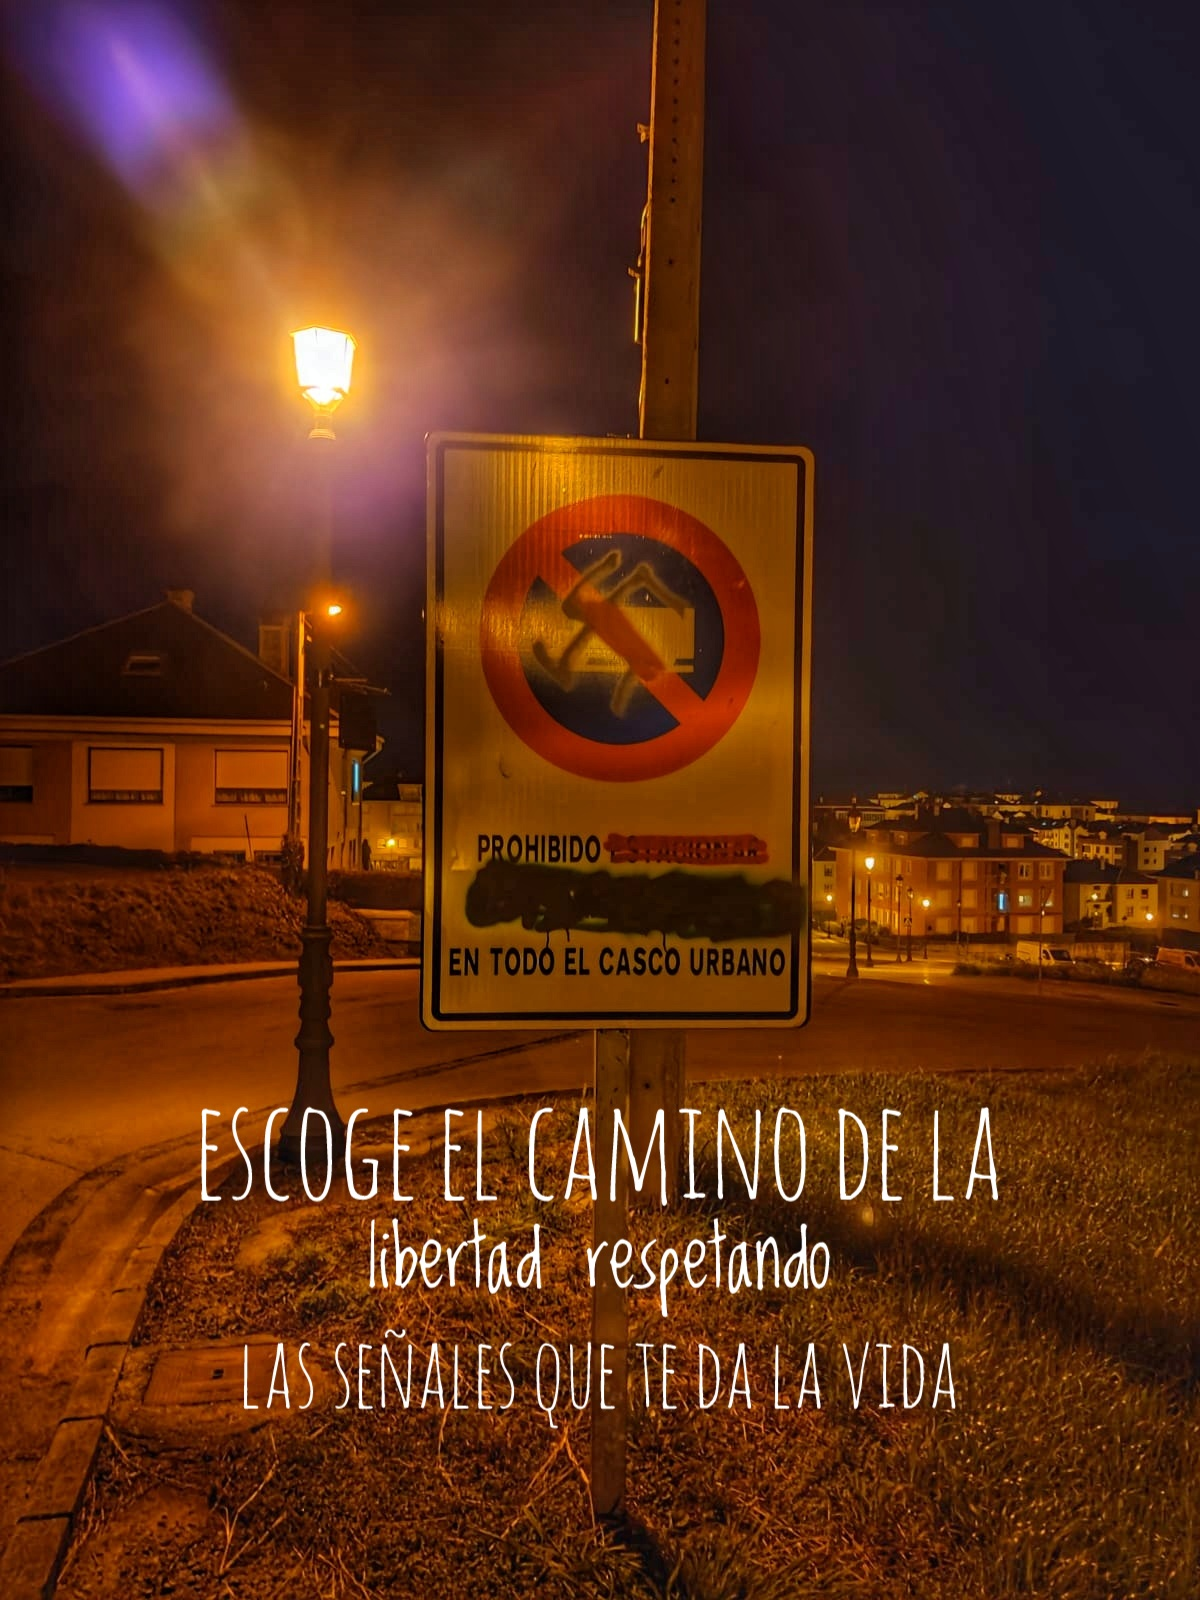 PROHIBIDO ESTACIONAR
EN TODO EL CASCO URBANO
ESCOGE EL CAMINO DE LA
libertad respetando
LAS SEÑALES QUE TE DA LA VIDA